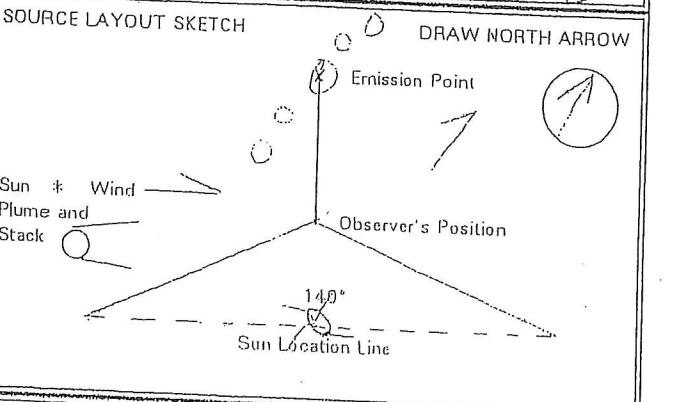 SOURCE LAYOUT SKETCH
DRAW NORTH ARROW
Emission Point
Sun * Wind
Plume and
Stack
Observer's Position
140°
Sun Location Line